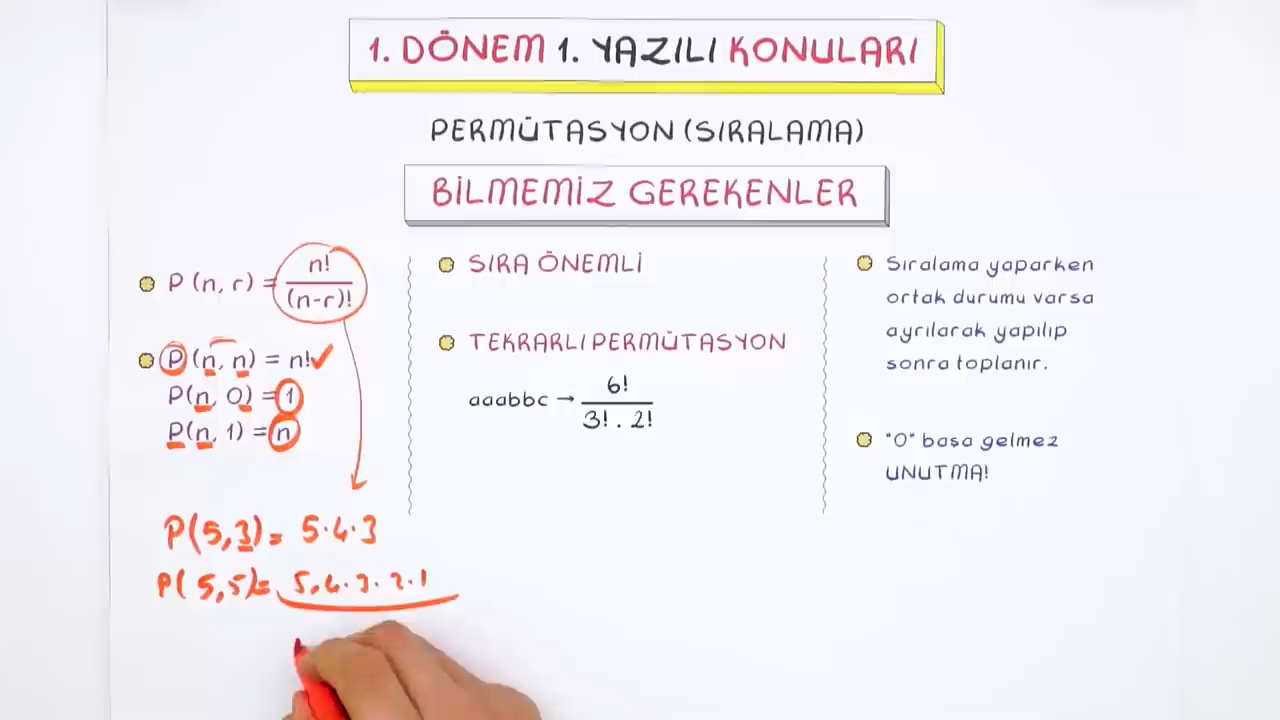 1. DÖNEM 1. YAZILI KONULARI
PERMÜTASYON (SIRALAMA)
BİLMEMİZ GEREKENLER
P (n, r) = n! / (n-r)!
P (n, n) = n! ✓
P(n, 0) = 1
P(n, 1) = n
P(5,3) = 5.4.3
P(5,5) = 5.4.3.2.1
SIRA ÖNEMLİ
TEKRARLI PERMÜTASYON
aaabbc → 6! / 3! . 2!
Sıralama yaparken
ortak durumu varsa
ayrılarak yapılıp
sonra toplanır.
"0" başa gelmez
UNUTMA!